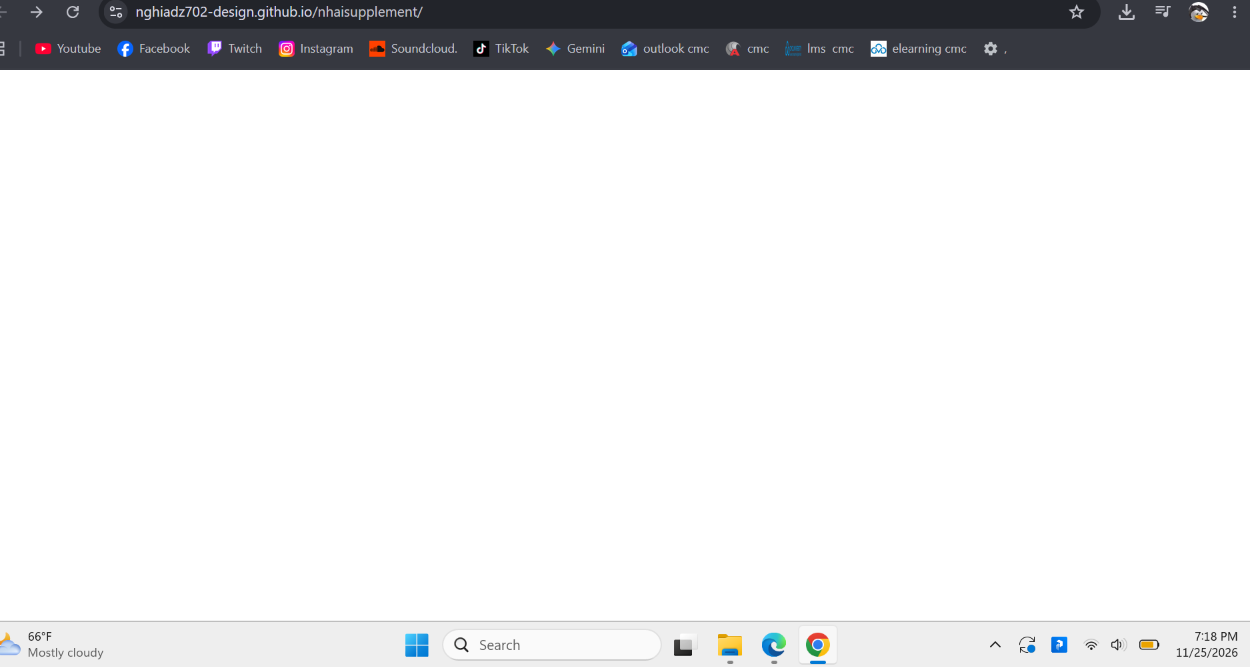 nghiadz702-design.github.io/nhaisupplement/
Youtube Facebook Twitch Instagram Soundcloud. TikTok Gemini outlook cmc cmc lms cmc elearning cmc .
66°F
Mostly cloudy
Search
7:18 PM
11/25/2026